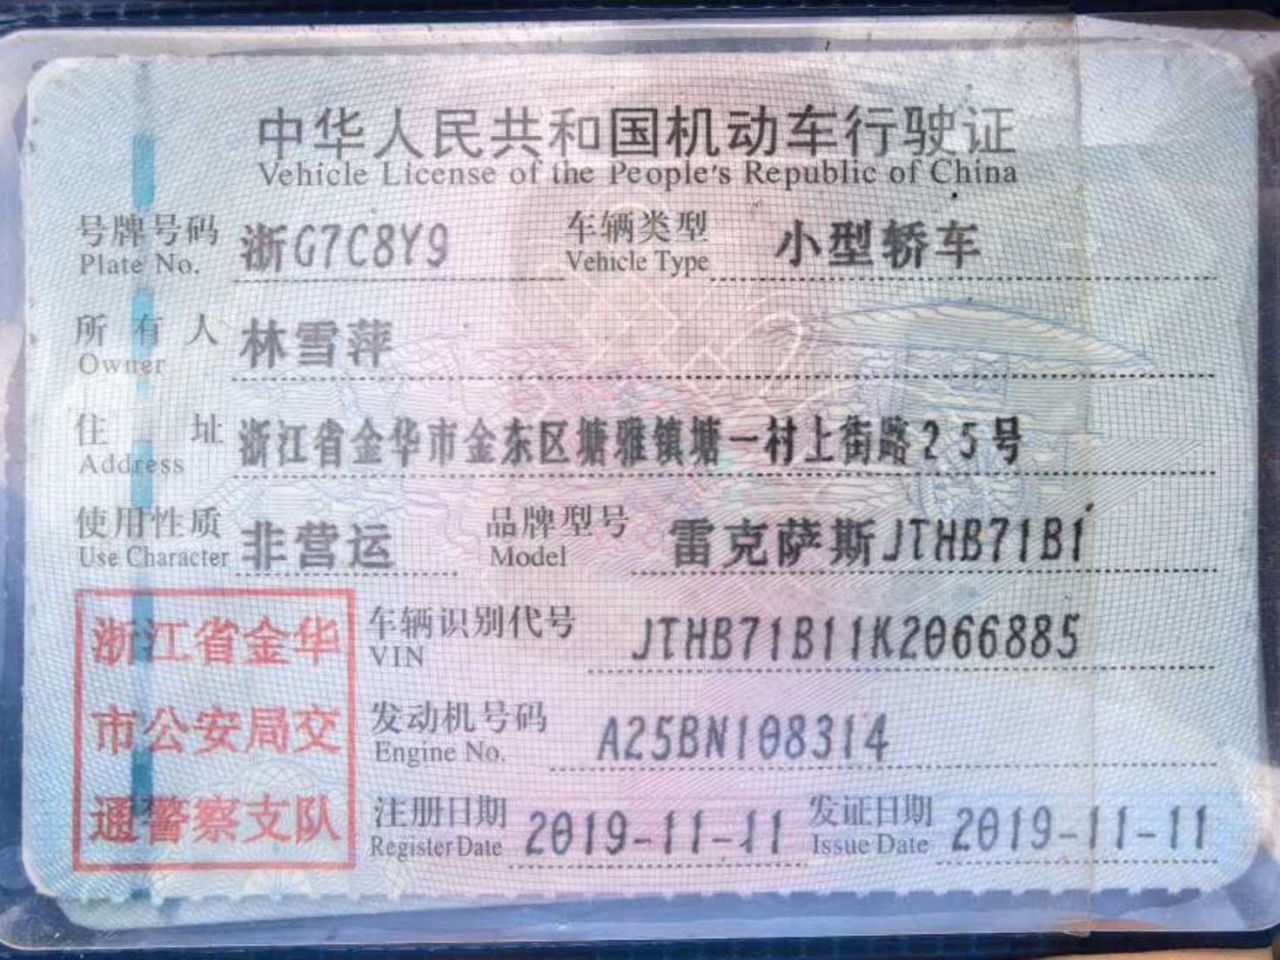 中华人民共和国机动车行驶证
Vehicle License of the People's Republic of China
号牌号码 浙G7C8Y9 车辆类型 小型轿车
Plate No. Vehicle Type
所有人 林雪萍
Owner
住址 浙江省金华市金东区塘雅镇塘一村上街路25号
Address
使用性质 非营运 品牌型号 雷克萨斯JTHB71B1
Use Character Model
浙江省金华
市公安局交
通警察支队
车辆识别代号 JTHB71B11K2066885
VIN
发动机号码 A25BN108314
Engine No.
注册日期 2019-11-11 发证日期 2019-11-11
Register Date Issue Date